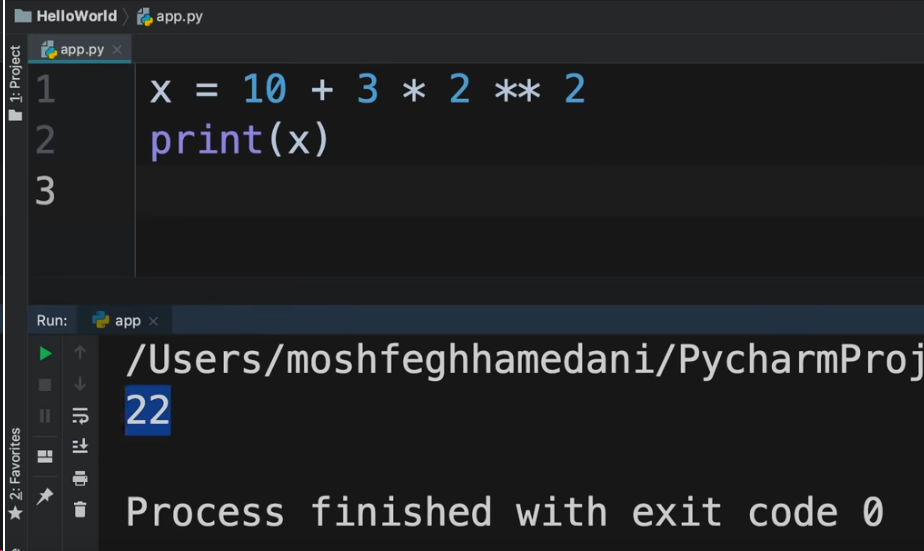 HelloWorld app.py
app.py
1: Project
1 x = 10 + 3 * 2 ** 2
2 print(x)
3
Run: app
/Users/moshfeghhamedani/PycharmProj
22
Process finished with exit code 0
2: Favorites